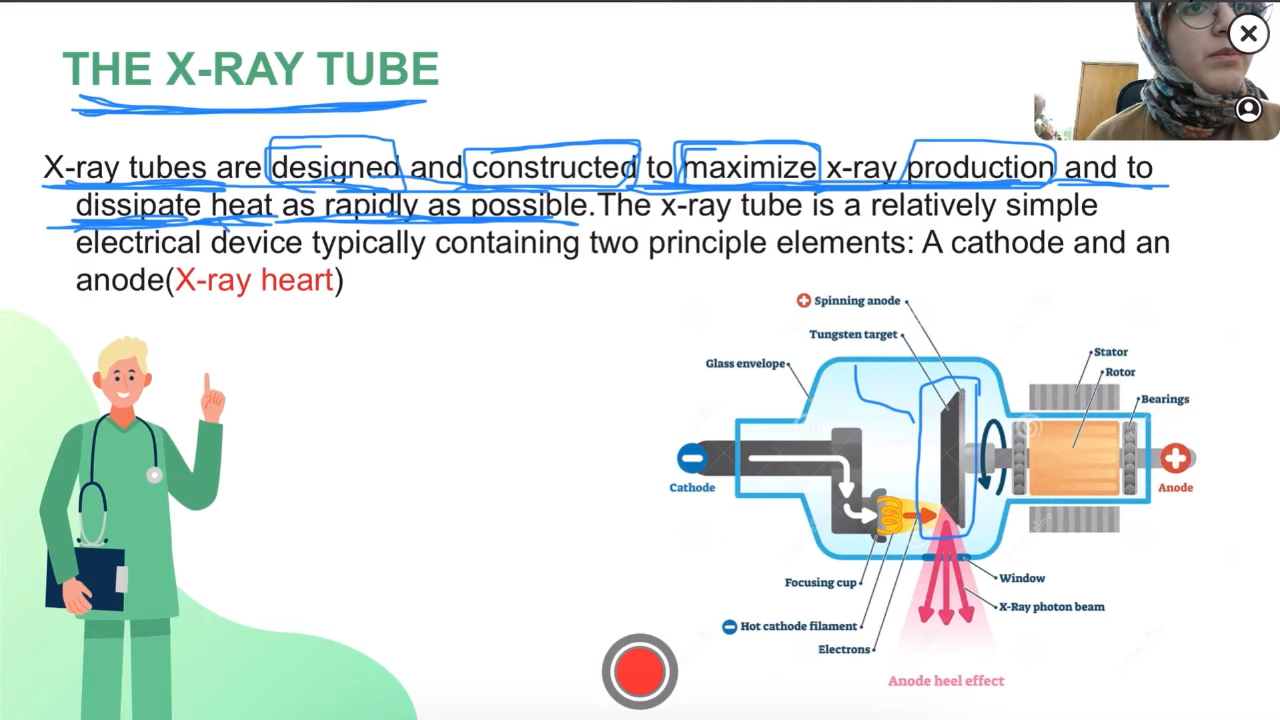 THE X-RAY TUBE
X-ray tubes are designed and constructed to maximize x-ray production and to
dissipate heat as rapidly as possible.The x-ray tube is a relatively simple
electrical device typically containing two principle elements: A cathode and an
anode(X-ray heart)
Spinning anode
Tungsten target
Glass envelope
Stator
Rotor
Bearings
Cathode
Anode
Focusing cup
Window
X-Ray photon beam
Hot cathode filament
Electrons
Anode heel effect